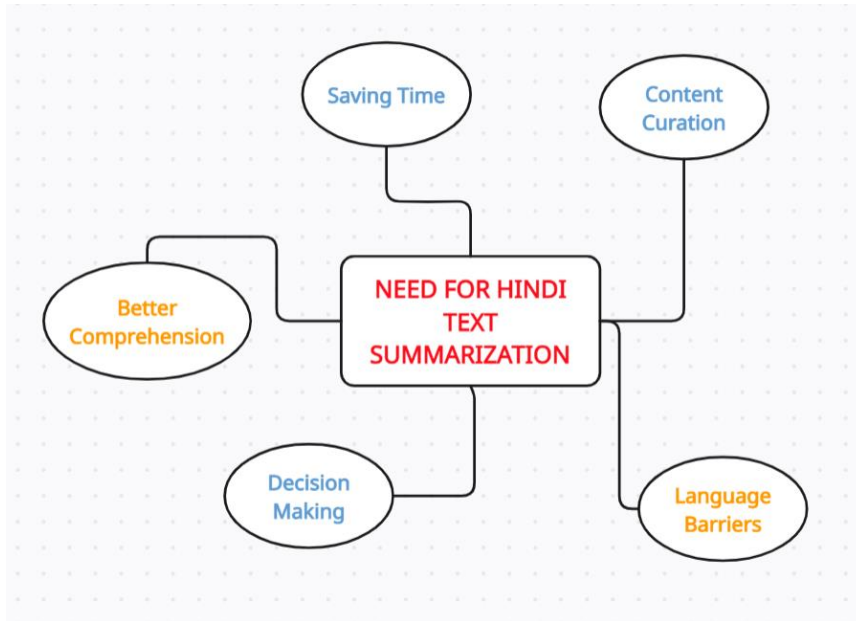 Saving Time
Content
Curation
NEED FOR HINDI
TEXT
SUMMARIZATION
Better
Comprehension
Decision
Making
Language
Barriers